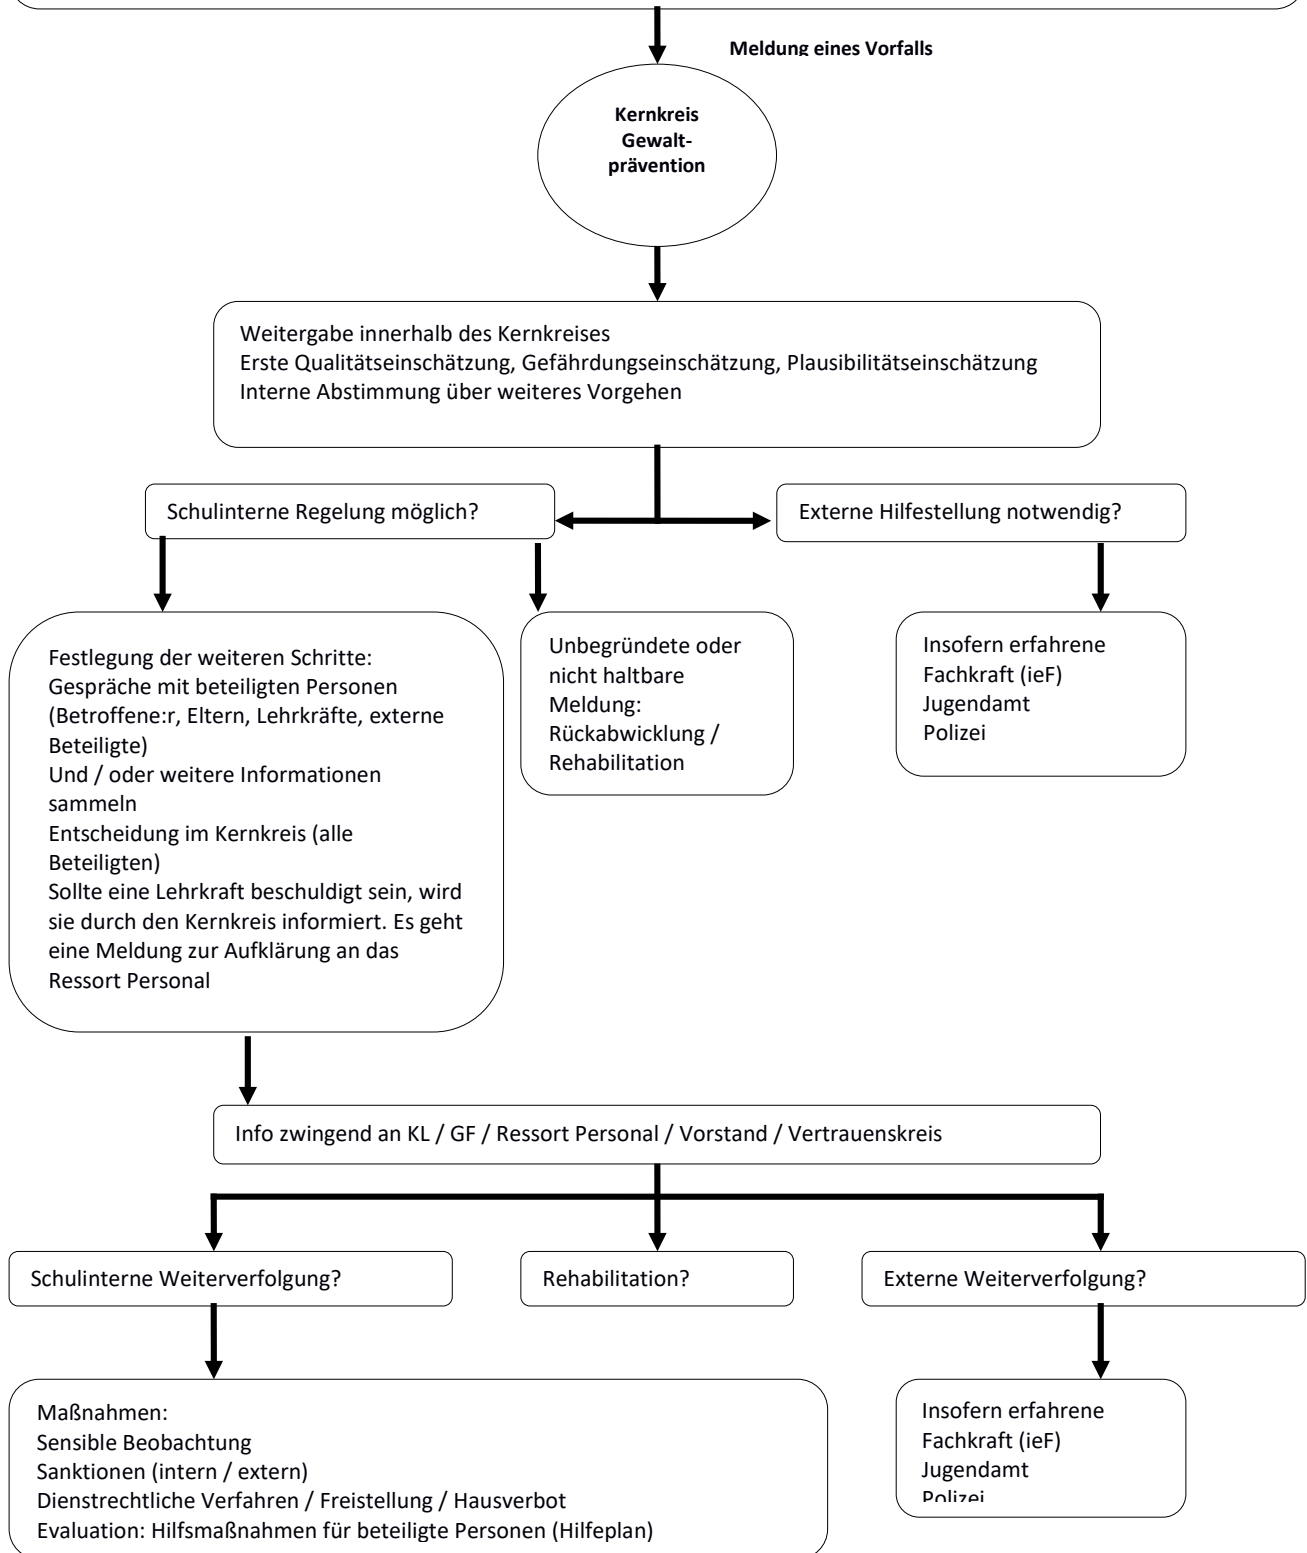 Meldung eines Vorfalls
Kernkreis
Gewalt-
prävention
Weitergabe innerhalb des Kernkreises
Erste Qualitätseinschätzung, Gefährdungseinschätzung, Plausibilitätseinschätzung
Interne Abstimmung über weiteres Vorgehen
Schulinterne Regelung möglich?
Externe Hilfestellung notwendig?
Festlegung der weiteren Schritte:
Gespräche mit beteiligten Personen
(Betroffene:r, Eltern, Lehrkräfte, externe
Beteiligte)
Und / oder weitere Informationen
sammeln
Entscheidung im Kernkreis (alle
Beteiligten)
Sollte eine Lehrkraft beschuldigt sein, wird
sie durch den Kernkreis informiert. Es geht
eine Meldung zur Aufklärung an das
Ressort Personal
Unbegründete oder
nicht haltbare
Meldung:
Rückabwicklung /
Rehabilitation
Insofern erfahrene
Fachkraft (ieF)
Jugendamt
Polizei
Info zwingend an KL / GF / Ressort Personal / Vorstand / Vertrauenskreis
Schulinterne Weiterverfolgung?
Rehabilitation?
Externe Weiterverfolgung?
Maßnahmen:
Sensible Beobachtung
Sanktionen (intern / extern)
Dienstrechtliche Verfahren / Freistellung / Hausverbot
Evaluation: Hilfsmaßnahmen für beteiligte Personen (Hilfeplan)
Insofern erfahrene
Fachkraft (ieF)
Jugendamt
Polizei